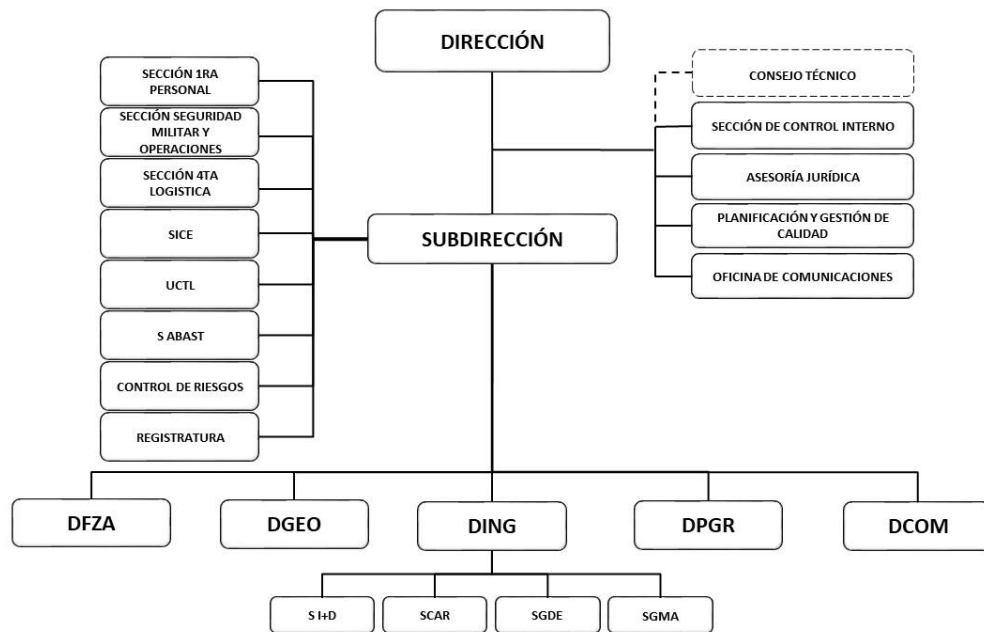 DIRECCIÓN
SECCIÓN 1RA
PERSONAL
SECCIÓN SEGURIDAD
MILITAR Y
OPERACIONES
SECCIÓN 4TA
LOGISTICA
SICE
UCTL
S ABAST
CONTROL DE RIESGOS
REGISTRATURA
CONSEJO TÉCNICO
SECCIÓN DE CONTROL INTERNO
ASESORÍA JURÍDICA
PLANIFICACIÓN Y GESTIÓN DE
CALIDAD
OFICINA DE COMUNICACIONES
SUBDIRECCIÓN
DFZA
DGEO
DING
DPGR
DCOM
S I+D
SCAR
SGDE
SGMA